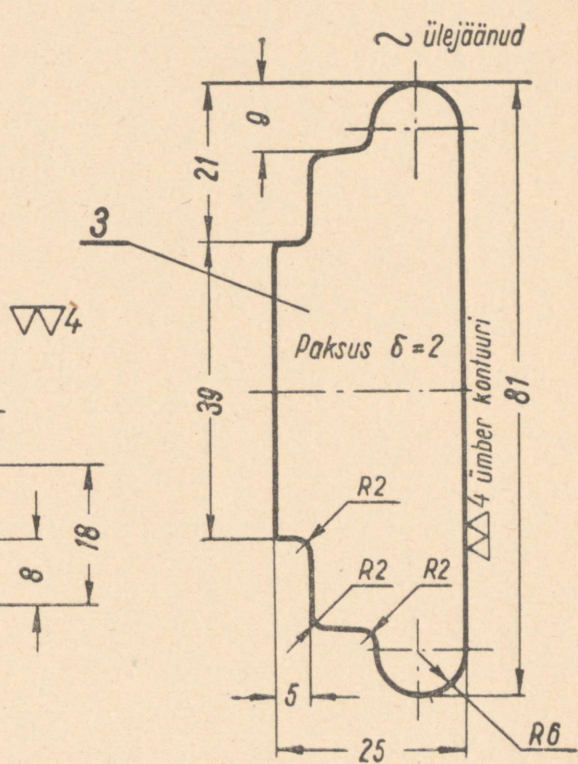 ~ ülejäänud
9
21
3
▽▽4
Paksus δ=2
39
81
▽▽4 ümber kontuuri
R2
18
8
R2
R2
5
R6
25